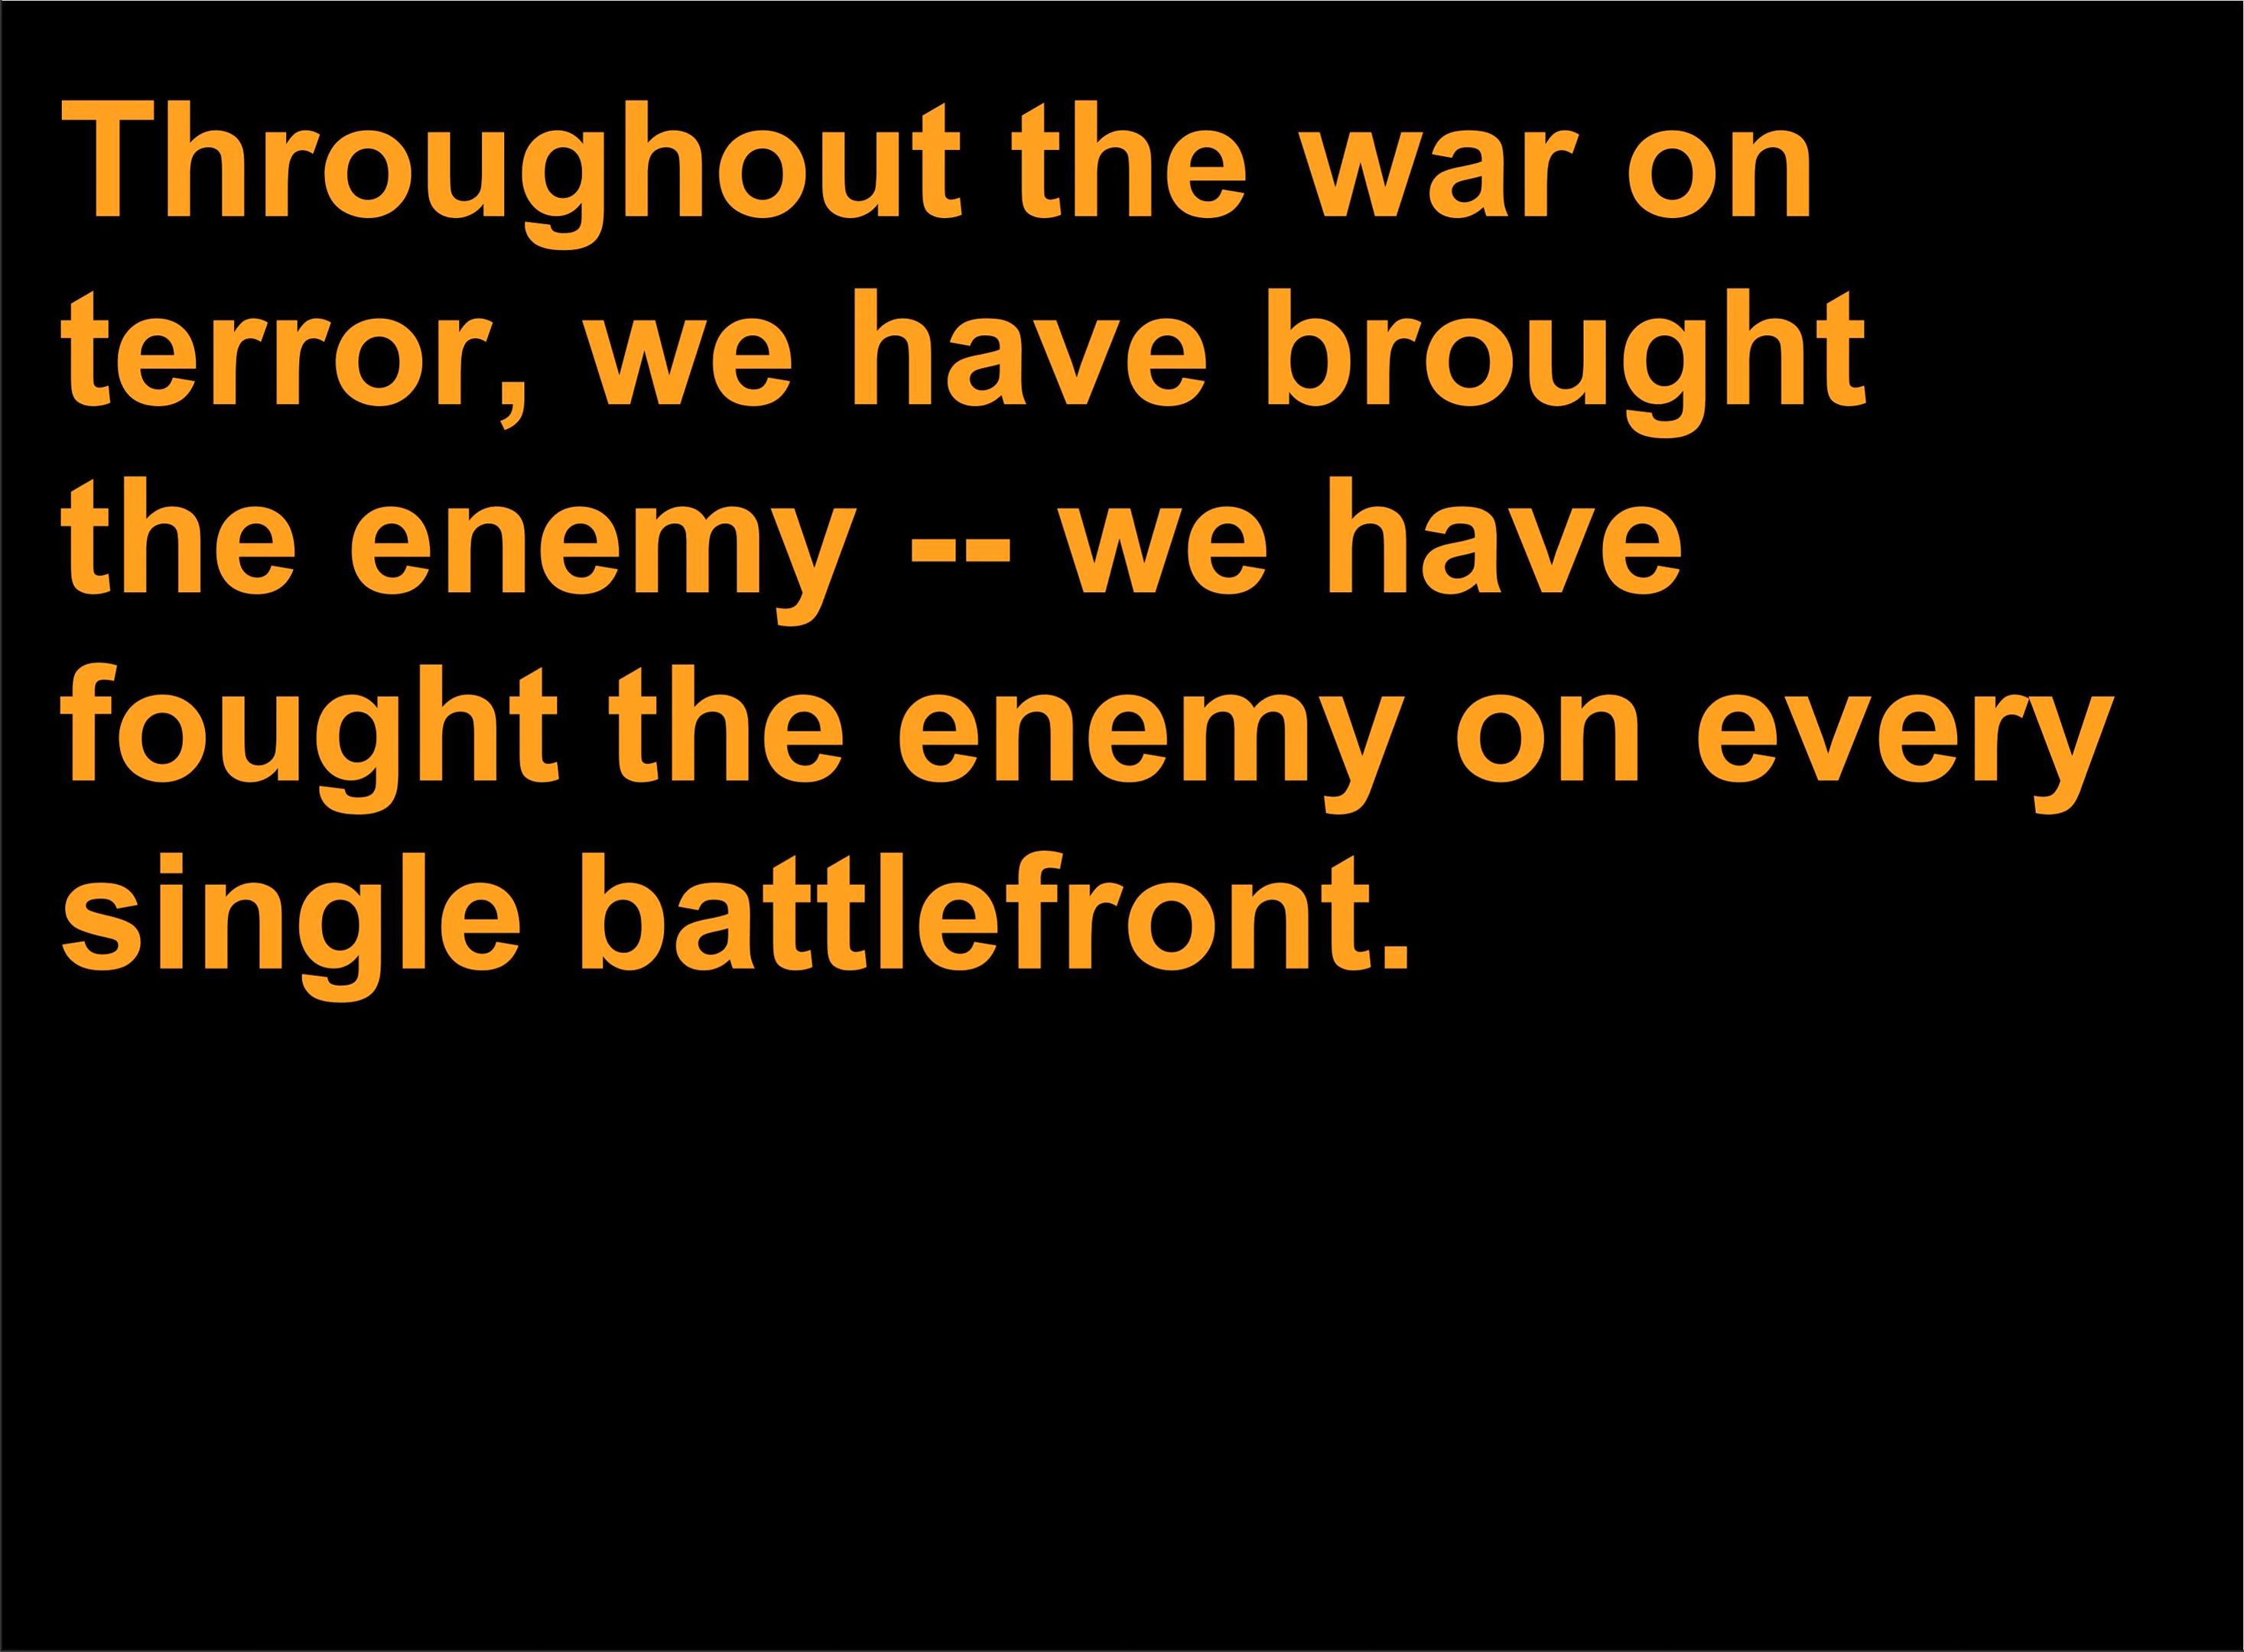 Throughout the war on
terror, we have brought
the enemy -- we have
fought the enemy on every
single battlefront.